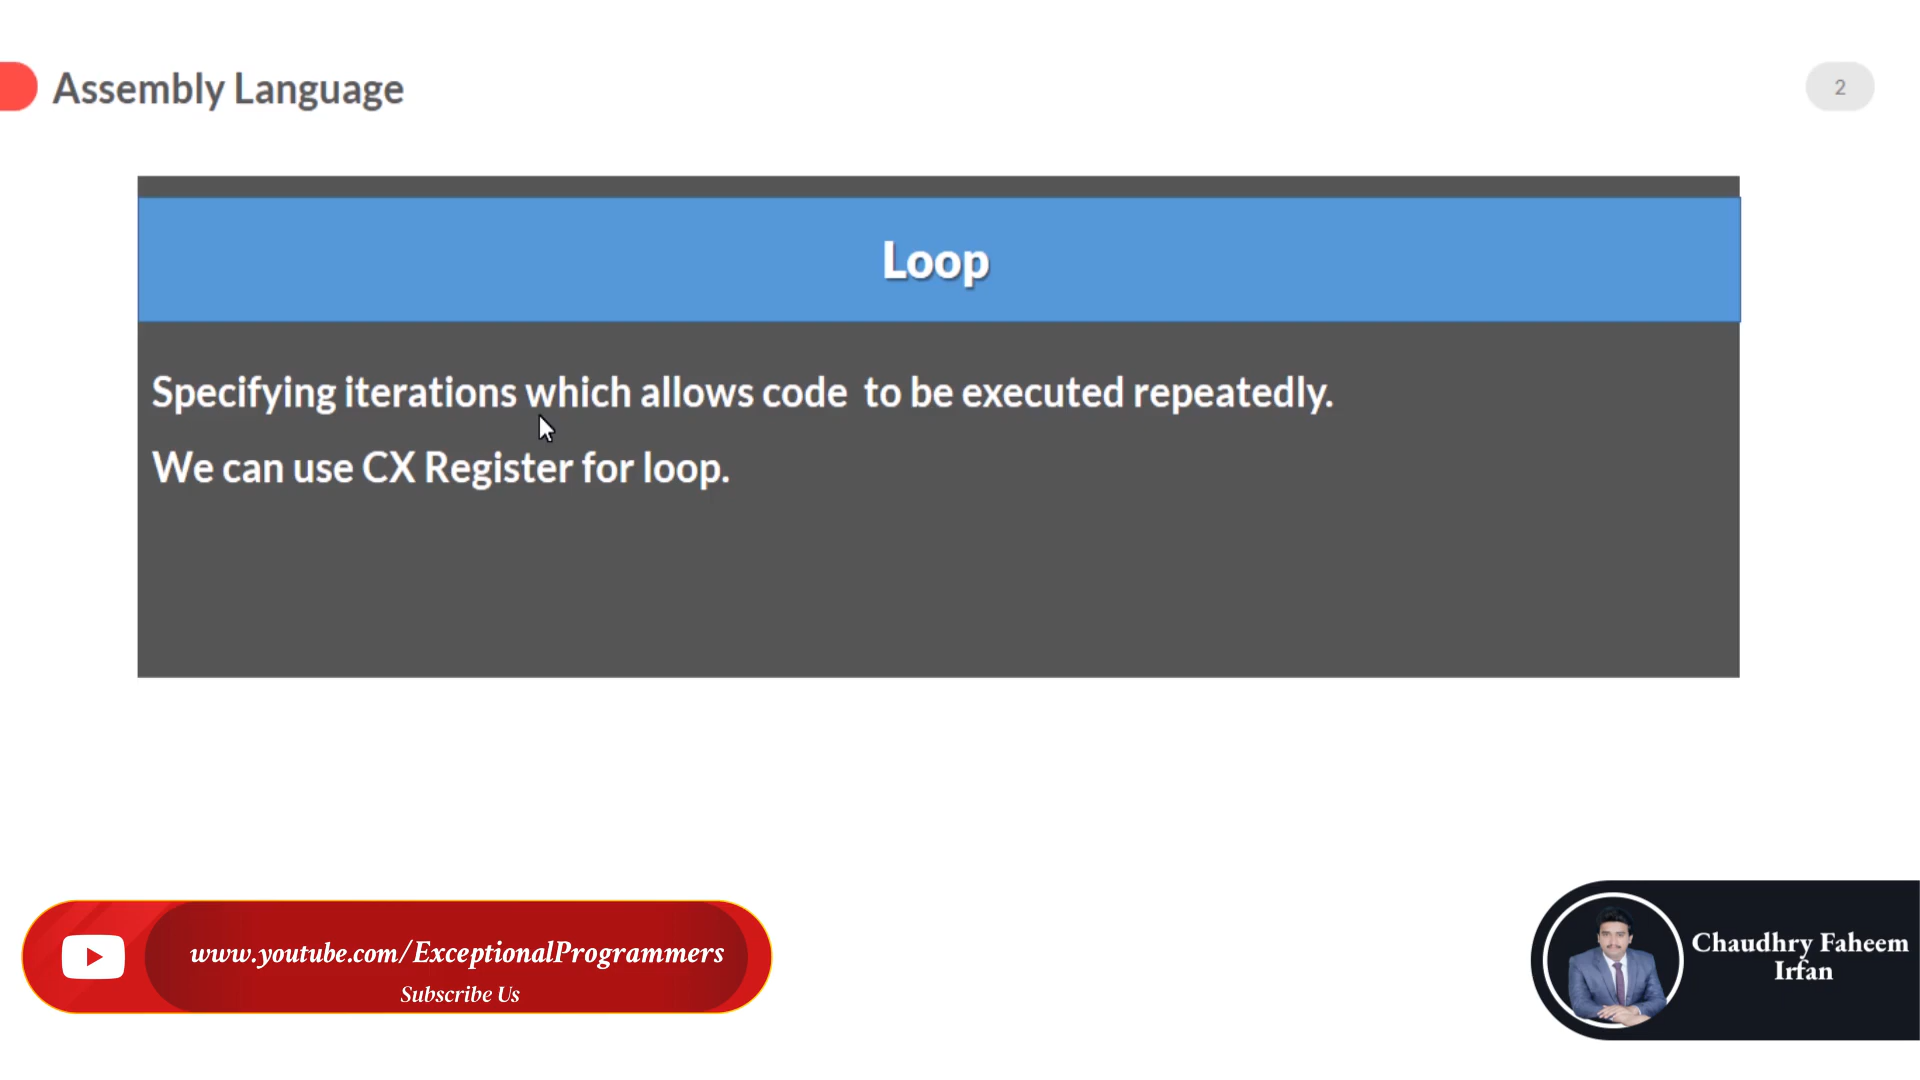 Assembly Language
2
Loop
Specifying iterations which allows code  to be executed repeatedly.
We can use CX Register for loop.
www.youtube.com/ExceptionalProgrammers
Subscribe Us
Chaudhry Faheem
Irfan